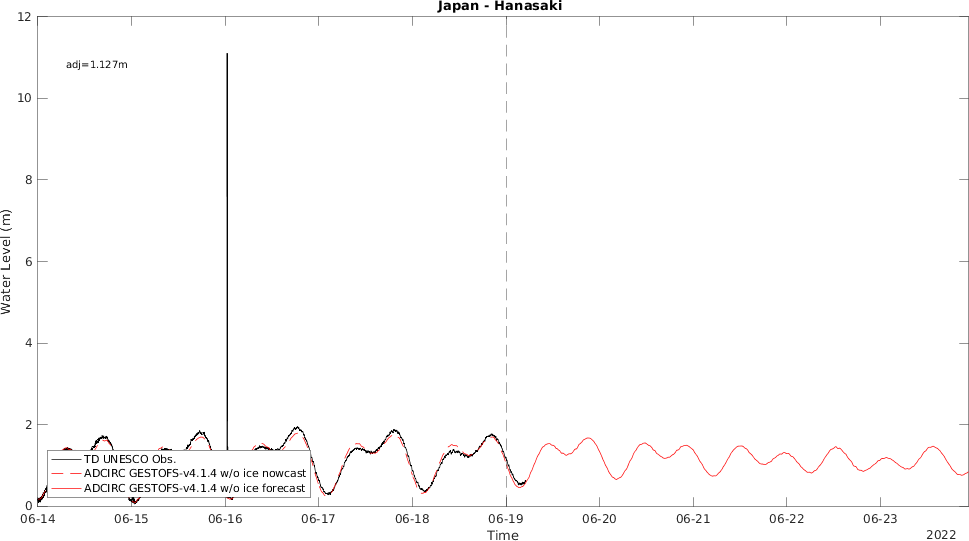 Japan - Hanasaki
12
adj=1.127m
10
8
6
4
2
0
Water Level (m)
TD UNESCO Obs.
ADCIRC GESTOFS-v4.1.4 w/o ice nowcast
ADCIRC GESTOFS-v4.1.4 w/o ice forecast
06-14 06-15 06-16 06-17 06-18 06-19 06-20 06-21 06-22 06-23
Time
2022